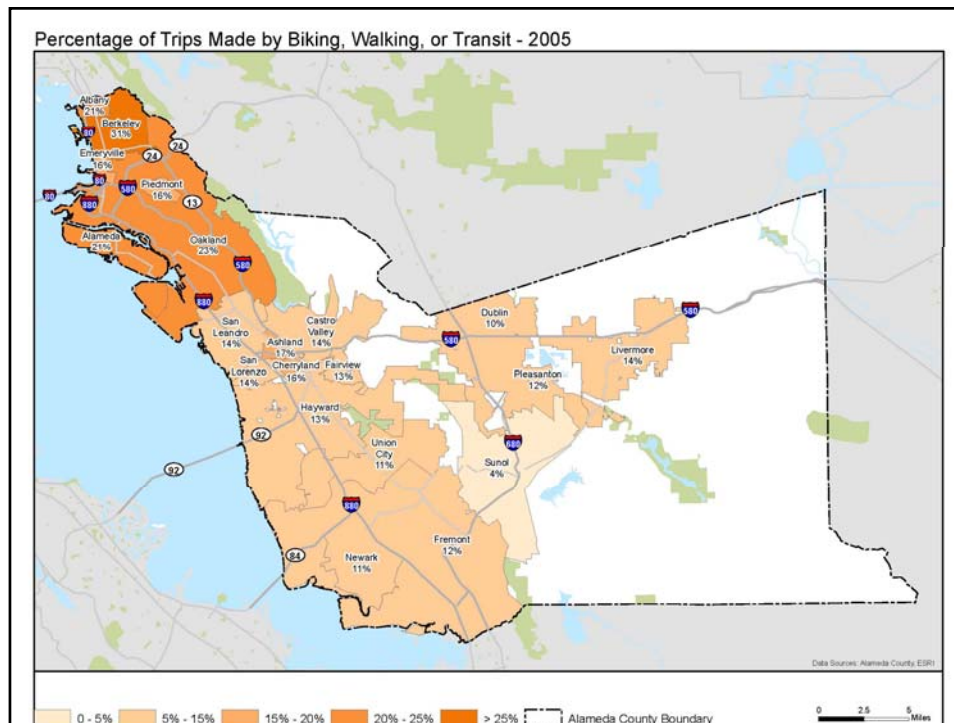 Percentage of Trips Made by Biking, Walking, or Transit - 2005
Albany
21%
Berkeley
31%
80
Emeryville
16%
24
24
80
80
580
Piedmont
16%
880
13
Alameda
21%
Oakland
23%
580
880
San
Leandro
14%
Castro
Valley
14%
Ashland
17%
Cherryland
16%
Fairview
13%
San
Lorenzo
14%
Hayward
13%
92
92
Union
City
11%
Dublin
10%
580
580
Livermore
14%
Pleasanton
12%
680
Sunol
4%
880
Fremont
12%
84
Newark
11%
Data Sources: Alameda County, ESRI
0 - 5%
5% - 15%
15% - 20%
20% - 25%
> 25%
Alameda County Boundary
0 2.5 5
Miles